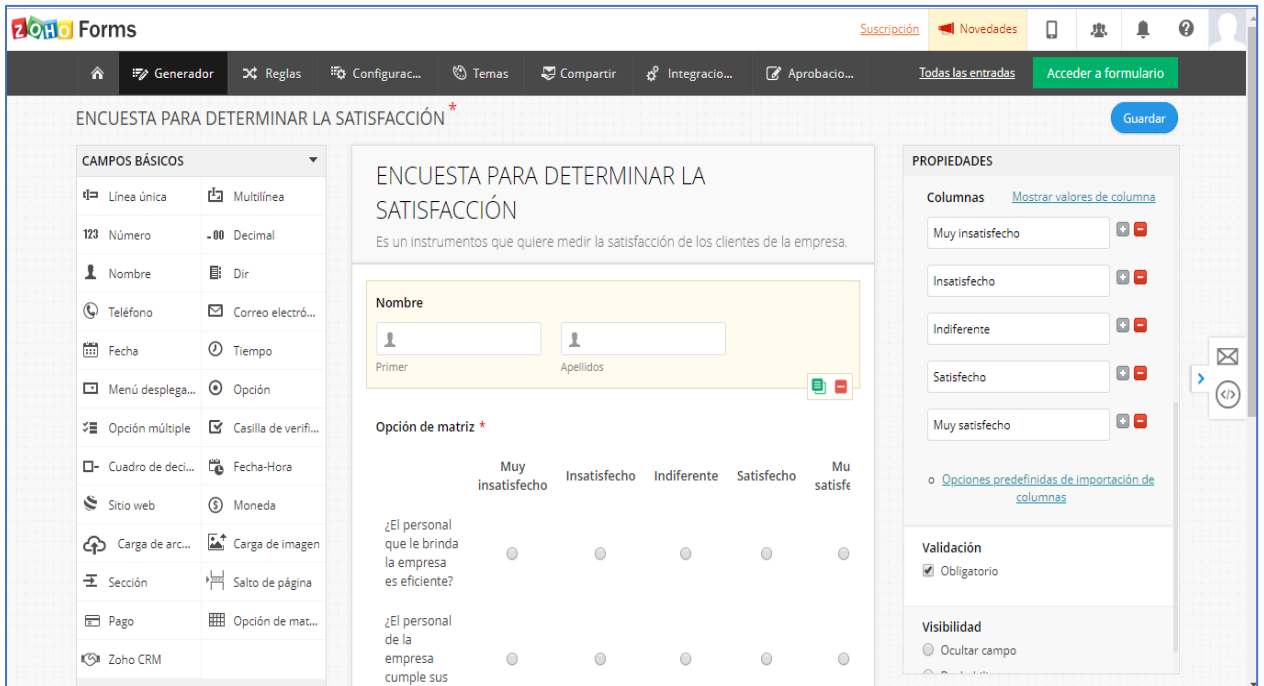 ZOHO Forms
Suscripción
Novedades
Generador
Reglas
Configurac...
Temas
Compartir
Integracio...
Aprobacio...
Todas las entradas
Acceder a formulario
ENCUESTA PARA DETERMINAR LA SATISFACCIÓN *
Guardar
CAMPOS BÁSICOS
Línea única
Multilínea
123 Número
.00 Decimal
Nombre
Dir
Teléfono
Correo electró...
Fecha
Tiempo
Menú desplega...
Opción
Opción múltiple
Casilla de verifi...
Cuadro de deci...
Fecha-Hora
Sitio web
Moneda
Carga de arc...
Carga de imagen
Sección
Salto de página
Pago
Opción de mat...
Zoho CRM
ENCUESTA PARA DETERMINAR LA
SATISFACCIÓN
Es un instrumentos que quiere medir la satisfacción de los clientes de la empresa.
Nombre
Primer
Apellidos
Opción de matriz *
Muy
insatisfecho
Insatisfecho
Indiferente
Satisfecho
Mu
satisfe
¿El personal
que le brinda
la empresa
es eficiente?
¿El personal
de la
empresa
cumple sus
PROPIEDADES
Columnas
Mostrar valores de columna
Muy insatisfecho
Insatisfecho
Indiferente
Satisfecho
Muy satisfecho
Opciones predefinidas de importación de
columnas
Validación
Obligatorio
Visibilidad
Ocultar campo